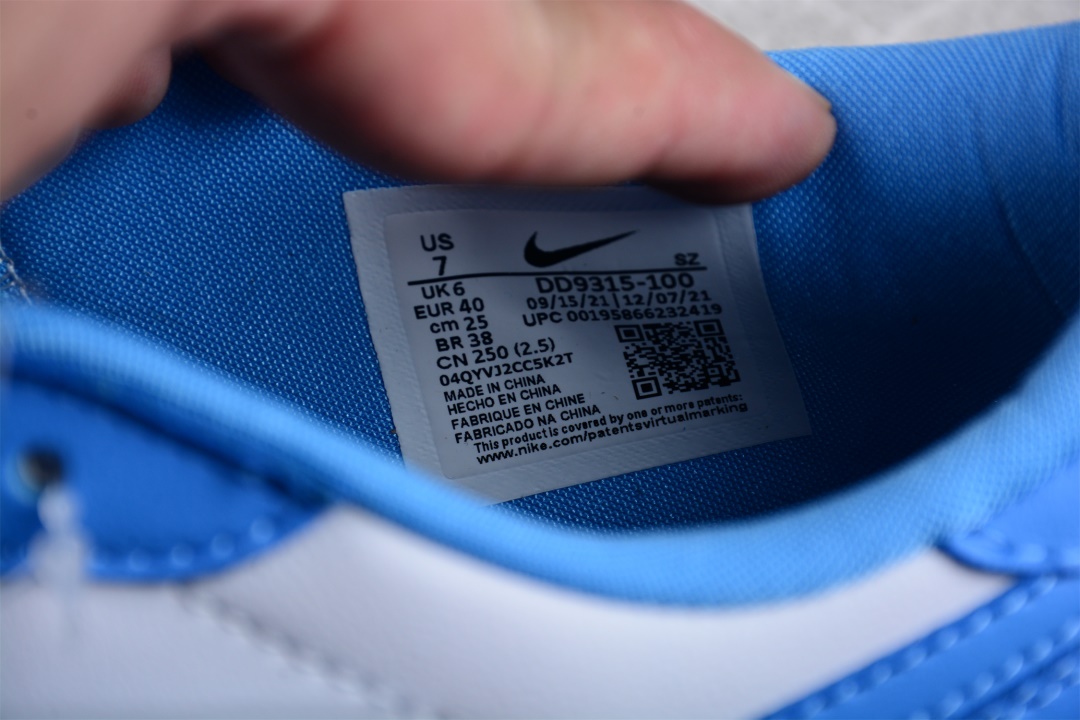 US
7
SZ
UK 6
EUR 40
cm 25
BR 38
CN 250 (2.5)
04QYVJ2CC5K2T
DD9315-100
09/15/21 | 12/07/21
UPC 00195866232419
MADE IN CHINA
HECHO EN CHINA
FABRIQUE EN CHINE
FABRICADO NA CHINA
This product is covered by one or more patents:
www.nike.com/patentsvirtualmarking